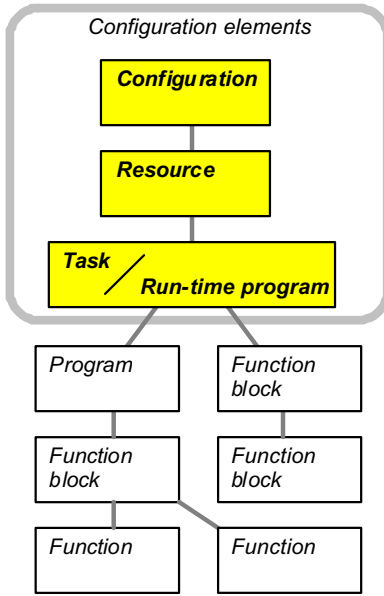 Configuration elements
Configuration
Resource
Task
Run-time program
Program
Function
block
Function
block
Function
block
Function
Function